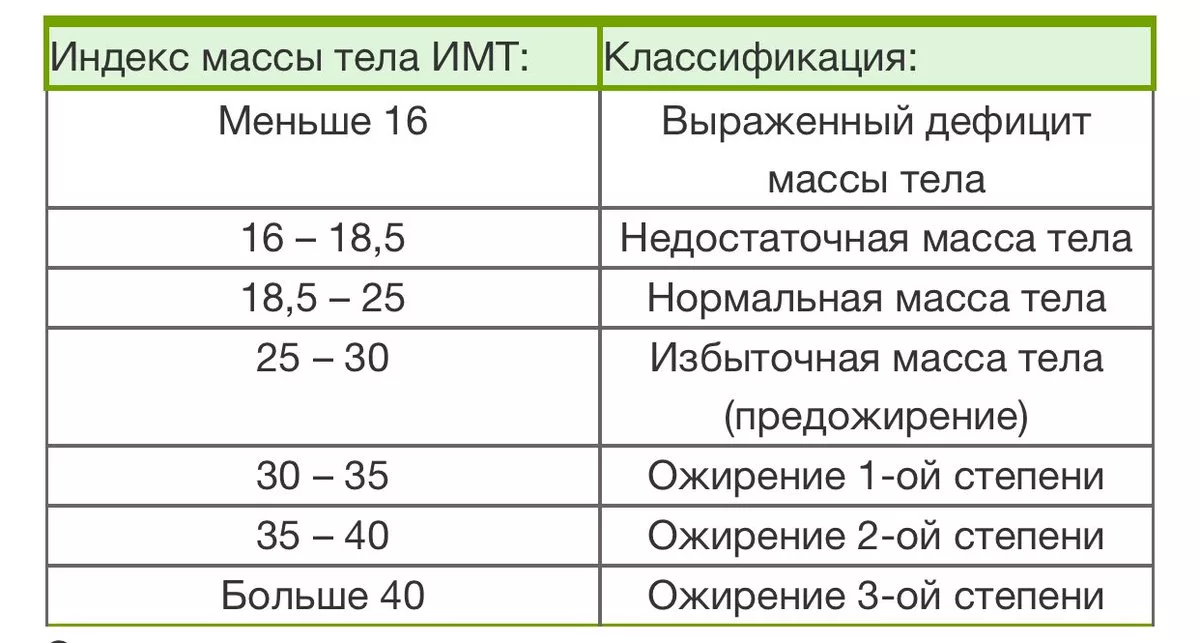 Индекс массы тела ИМТ: Классификация:
Меньше 16 Выраженный дефицит
массы тела
16 – 18,5 Недостаточная масса тела
18,5 – 25 Нормальная масса тела
25 – 30 Избыточная масса тела
(предожирение)
30 – 35 Ожирение 1-ой степени
35 – 40 Ожирение 2-ой степени
Больше 40 Ожирение 3-ой степени